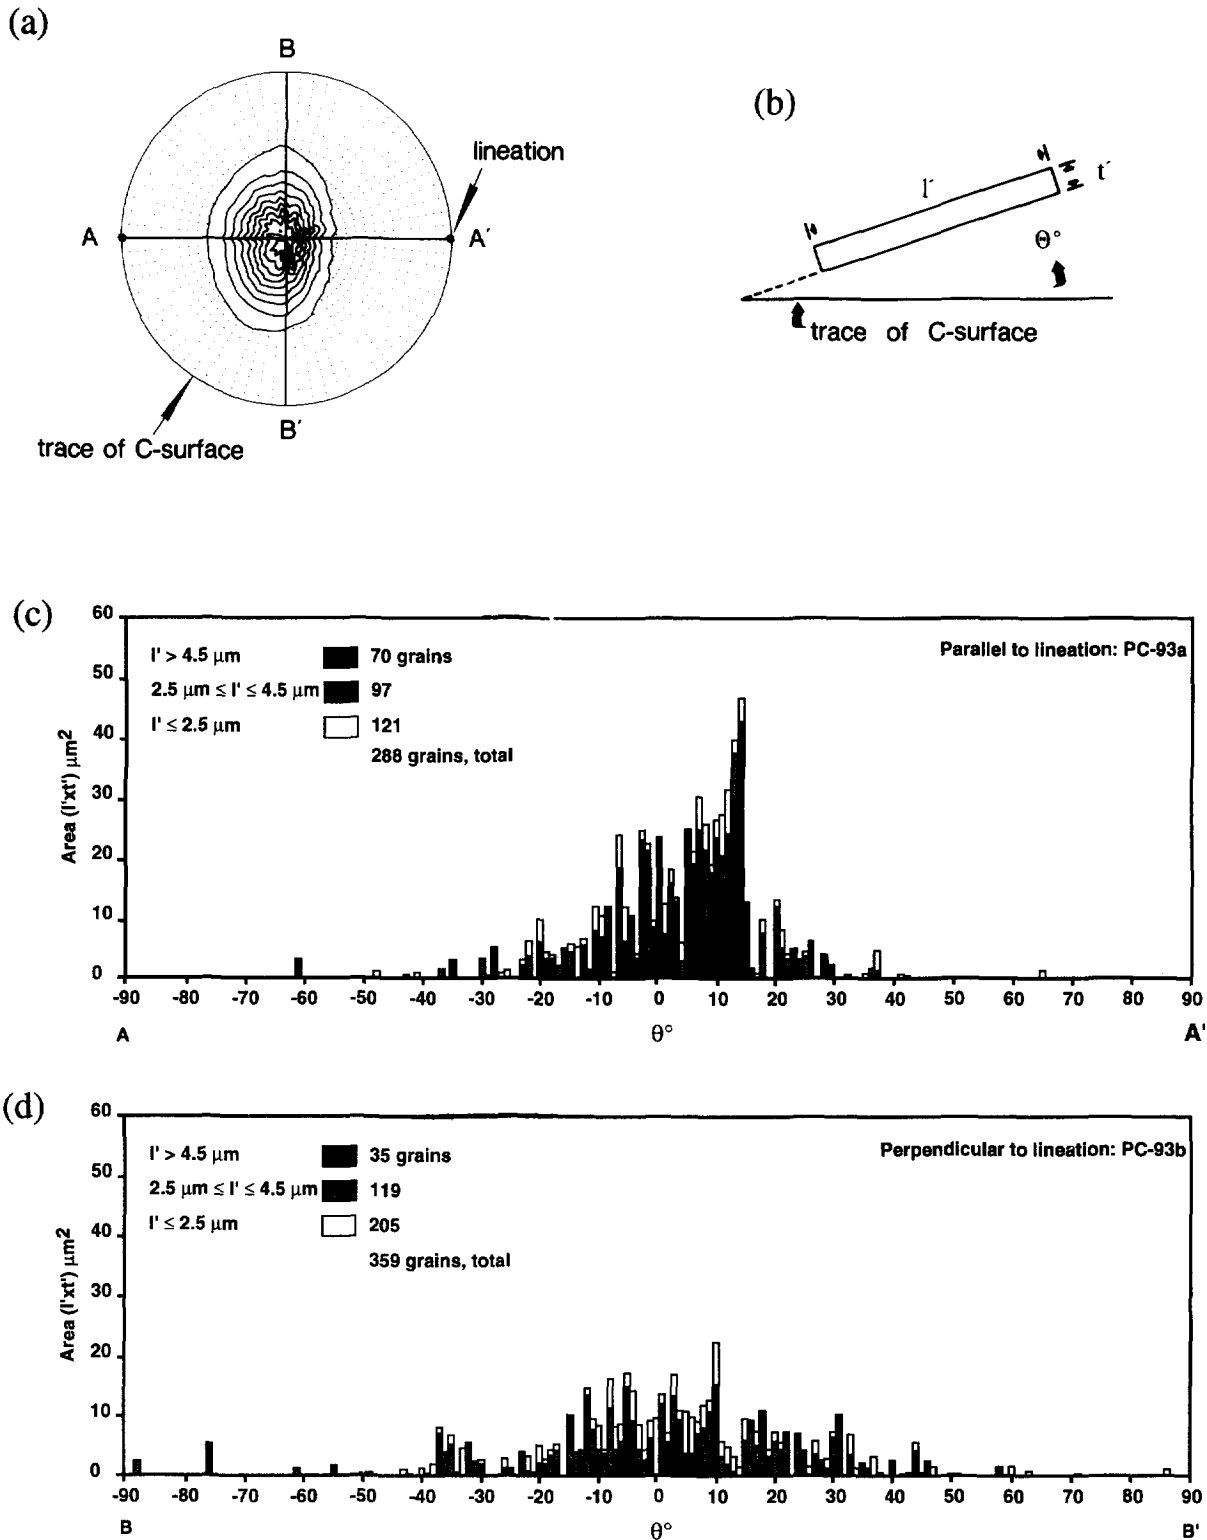 (a)
B
lineation
A
A′
trace of C-surface
B′
(b)
l′
t′
Θ°
trace of C-surface
(c)
60
50
40
30
20
10
0
Area (l'xt') μm²
l' > 4.5 μm 70 grains
2.5 μm ≤ l' ≤ 4.5 μm 97
l' ≤ 2.5 μm 121
288 grains, total
Parallel to lineation: PC-93a
-90 -80 -70 -60 -50 -40 -30 -20 -10 0 10 20 30 40 50 60 70 80 90
A θ° A'
(d)
60
50
40
30
20
10
0
Area (l'xt') μm²
l' > 4.5 μm 35 grains
2.5 μm ≤ l' ≤ 4.5 μm 119
l' ≤ 2.5 μm 205
359 grains, total
Perpendicular to lineation: PC-93b
-90 -80 -70 -60 -50 -40 -30 -20 -10 0 10 20 30 40 50 60 70 80 90
B θ° B'